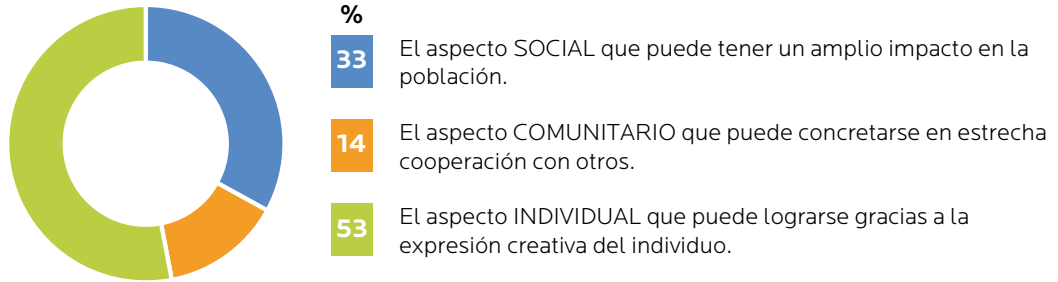 %
33
El aspecto SOCIAL que puede tener un amplio impacto en la
población.
14
El aspecto COMUNITARIO que puede concretarse en estrecha
cooperación con otros.
53
El aspecto INDIVIDUAL que puede lograrse gracias a la
expresión creativa del individuo.